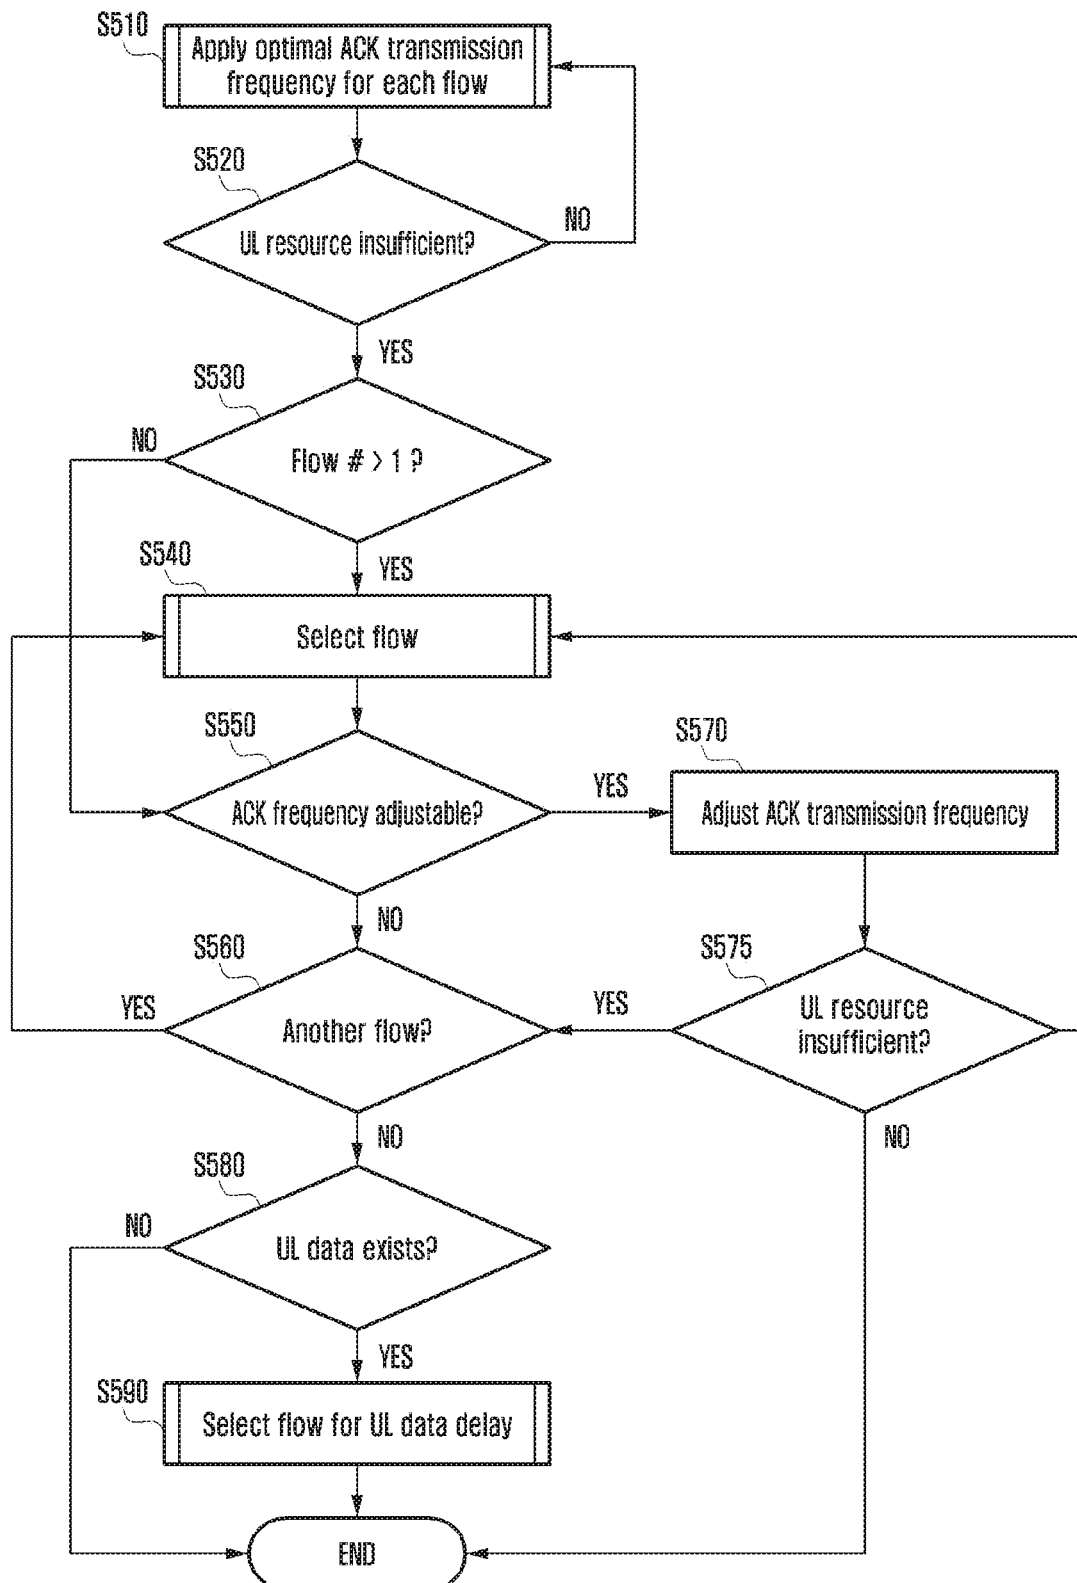 S510
Apply optimal ACK transmission
frequency for each flow
S520
UL resource insufficient?
NO
YES
S530
NO
Flow # > 1 ?
YES
S540
Select flow
S550
ACK frequency adjustable?
YES
S570
Adjust ACK transmission frequency
NO
S560
YES
Another flow?
YES
S575
UL resource
insufficient?
NO
NO
S580
NO
UL data exists?
YES
S590
Select flow for UL data delay
END